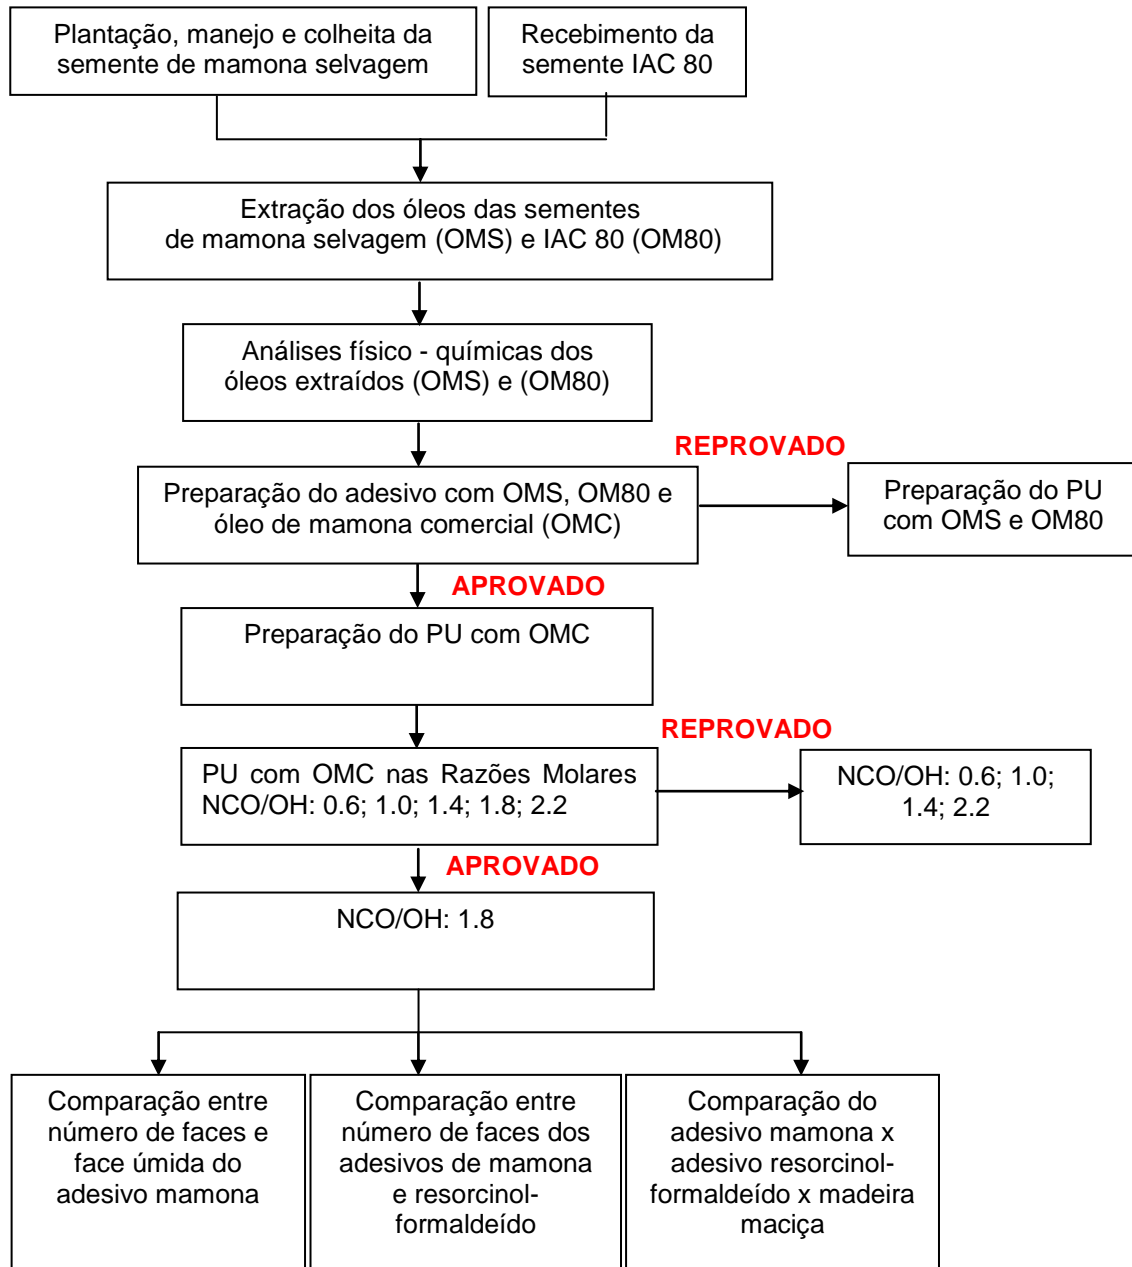 Plantação, manejo e colheita da
semente de mamona selvagem
Recebimento da
semente IAC 80
Extração dos óleos das sementes
de mamona selvagem (OMS) e IAC 80 (OM80)
Análises físico - químicas dos
óleos extraídos (OMS) e (OM80)
REPROVADO
Preparação do adesivo com OMS, OM80 e
óleo de mamona comercial (OMC)
Preparação do PU
com OMS e OM80
APROVADO
Preparação do PU com OMC
REPROVADO
PU com OMC nas Razões Molares
NCO/OH: 0.6; 1.0; 1.4; 1.8; 2.2
NCO/OH: 0.6; 1.0;
1.4; 2.2
APROVADO
NCO/OH: 1.8
Comparação entre
número de faces e
face úmida do
adesivo mamona
Comparação entre
número de faces dos
adesivos de mamona
e resorcinol-
formaldeído
Comparação do
adesivo mamona x
adesivo resorcinol-
formaldeído x madeira
maciça